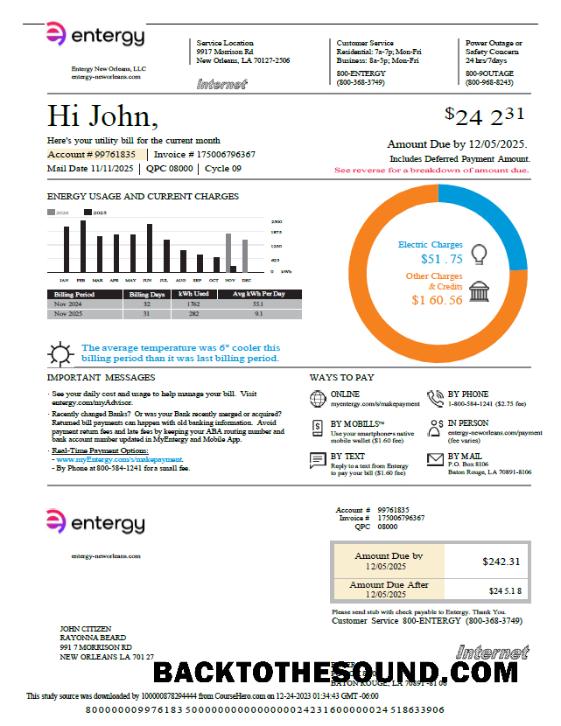 entergy
Entergy New Orleans, LLC
entergy-neworleans.com
Service Location
9917 Morrison Rd
New Orleans, LA 70127-2506
Internet
Customer Service
Residential: 7a-7p; Mon-Fri
Business: 8a-5p; Mon-Fri
800-ENTERGY
(800-368-3749)
Power Outage or
Safety Concern
24 hrs/7days
800-9OUTAGE
(800-968-8243)
Hi John,
$24 2 31
Here's your utility bill for the current month
Amount Due by 12/05/2025.
Account # 99761835 Invoice # 175006796367
Includes Deferred Payment Amount.
Mail Date 11/11/2025 QPC 08000 Cycle 09
See reverse for a breakdown of amount due.
ENERGY USAGE AND CURRENT CHARGES
2024 2025
2500
1875
1250
625
0 kWh
JAN FEB MAR APR MAY JUN JUL AUG SEP OCT NOV DEC
Electric Charges
$51 . 75
Other Charges
& Credits
$1 60. 56
Billing Period Billing Days kWh Used Avg kWh Per Day
Nov 2024 32 1762 55.1
Nov 2025 31 282 9.1
The average temperature was 6° cooler this
billing period than it was last billing period.
IMPORTANT MESSAGES
See your daily cost and usage to help manage your bill. Visit
entergy.com/myAdvisor.
Recently changed Banks? Or was your Bank recently merged or acquired?
Returned bill payments can happen with old banking information. Avoid
payment return fees and late fees by keeping your ABA routing number and
bank account number updated in MyEntergy and Mobile App.
Real-Time Payment Options:
- www.myEntergy.com/s/makepayment.
- By Phone at 800-584-1241 for a small fee.
WAYS TO PAY
ONLINE
myentergy.com/s/makepayment
BY PHONE
1-800-584-1241 ($2.75 fee)
BY MOBILE™
Use your smartphone's native
mobile wallet ($1.60 fee)
IN PERSON
entergy-neworleans.com/payment
(fee varies)
BY TEXT
Reply to a text from Entergy
to pay your bill ($1.60 fee)
BY MAIL
P.O. Box 8106
Baton Rouge, LA 70891-8106
entergy
entergy-neworleans.com
Account # 99761835
Invoice # 175006796367
QPC 08000
Amount Due by
12/05/2025
$242.31
Amount Due After
12/05/2025
$24 5.1 8
Please send stub with check payable to Entergy. Thank You.
Customer Service 800-ENTERGY (800-368-3749)
JOHN CITIZEN
RAYONNA BEARD
991 7 MORRISON RD
NEW ORLEANS LA 701 27
Internet
BACKTOTHESOUND.COM
BATON ROUGE,
This study source was downloaded by 100000878294444 from CourseHero.com on 12-24-2023 01:34:43 GMT -06:00